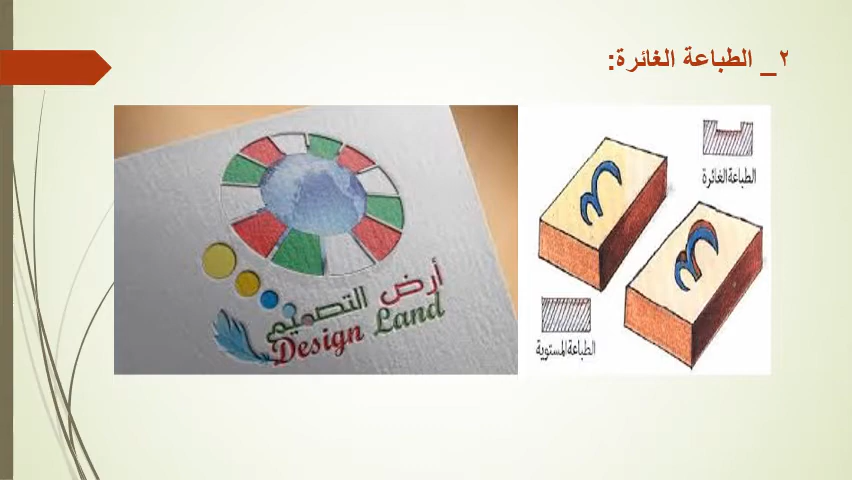 ٢_ الطباعة الغائرة:
أرض التصميم
Design Land
س
الطباعة الغائرة
س
الطباعة المستوية